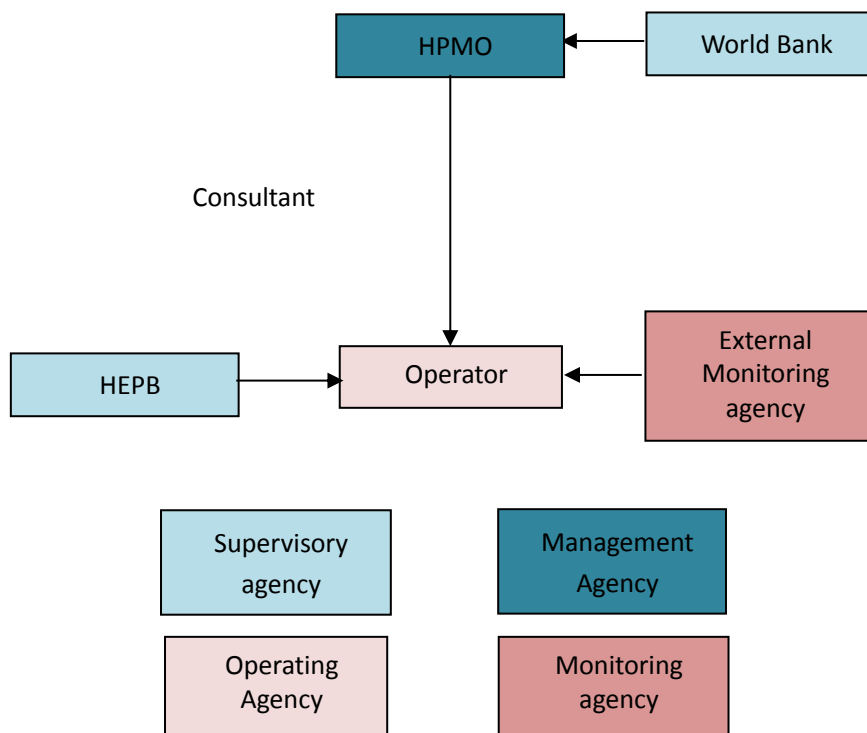 HPMO
World Bank
Consultant
HEPB
Operator
External
Monitoring
agency
Supervisory
agency
Management
Agency
Operating
Agency
Monitoring
agency